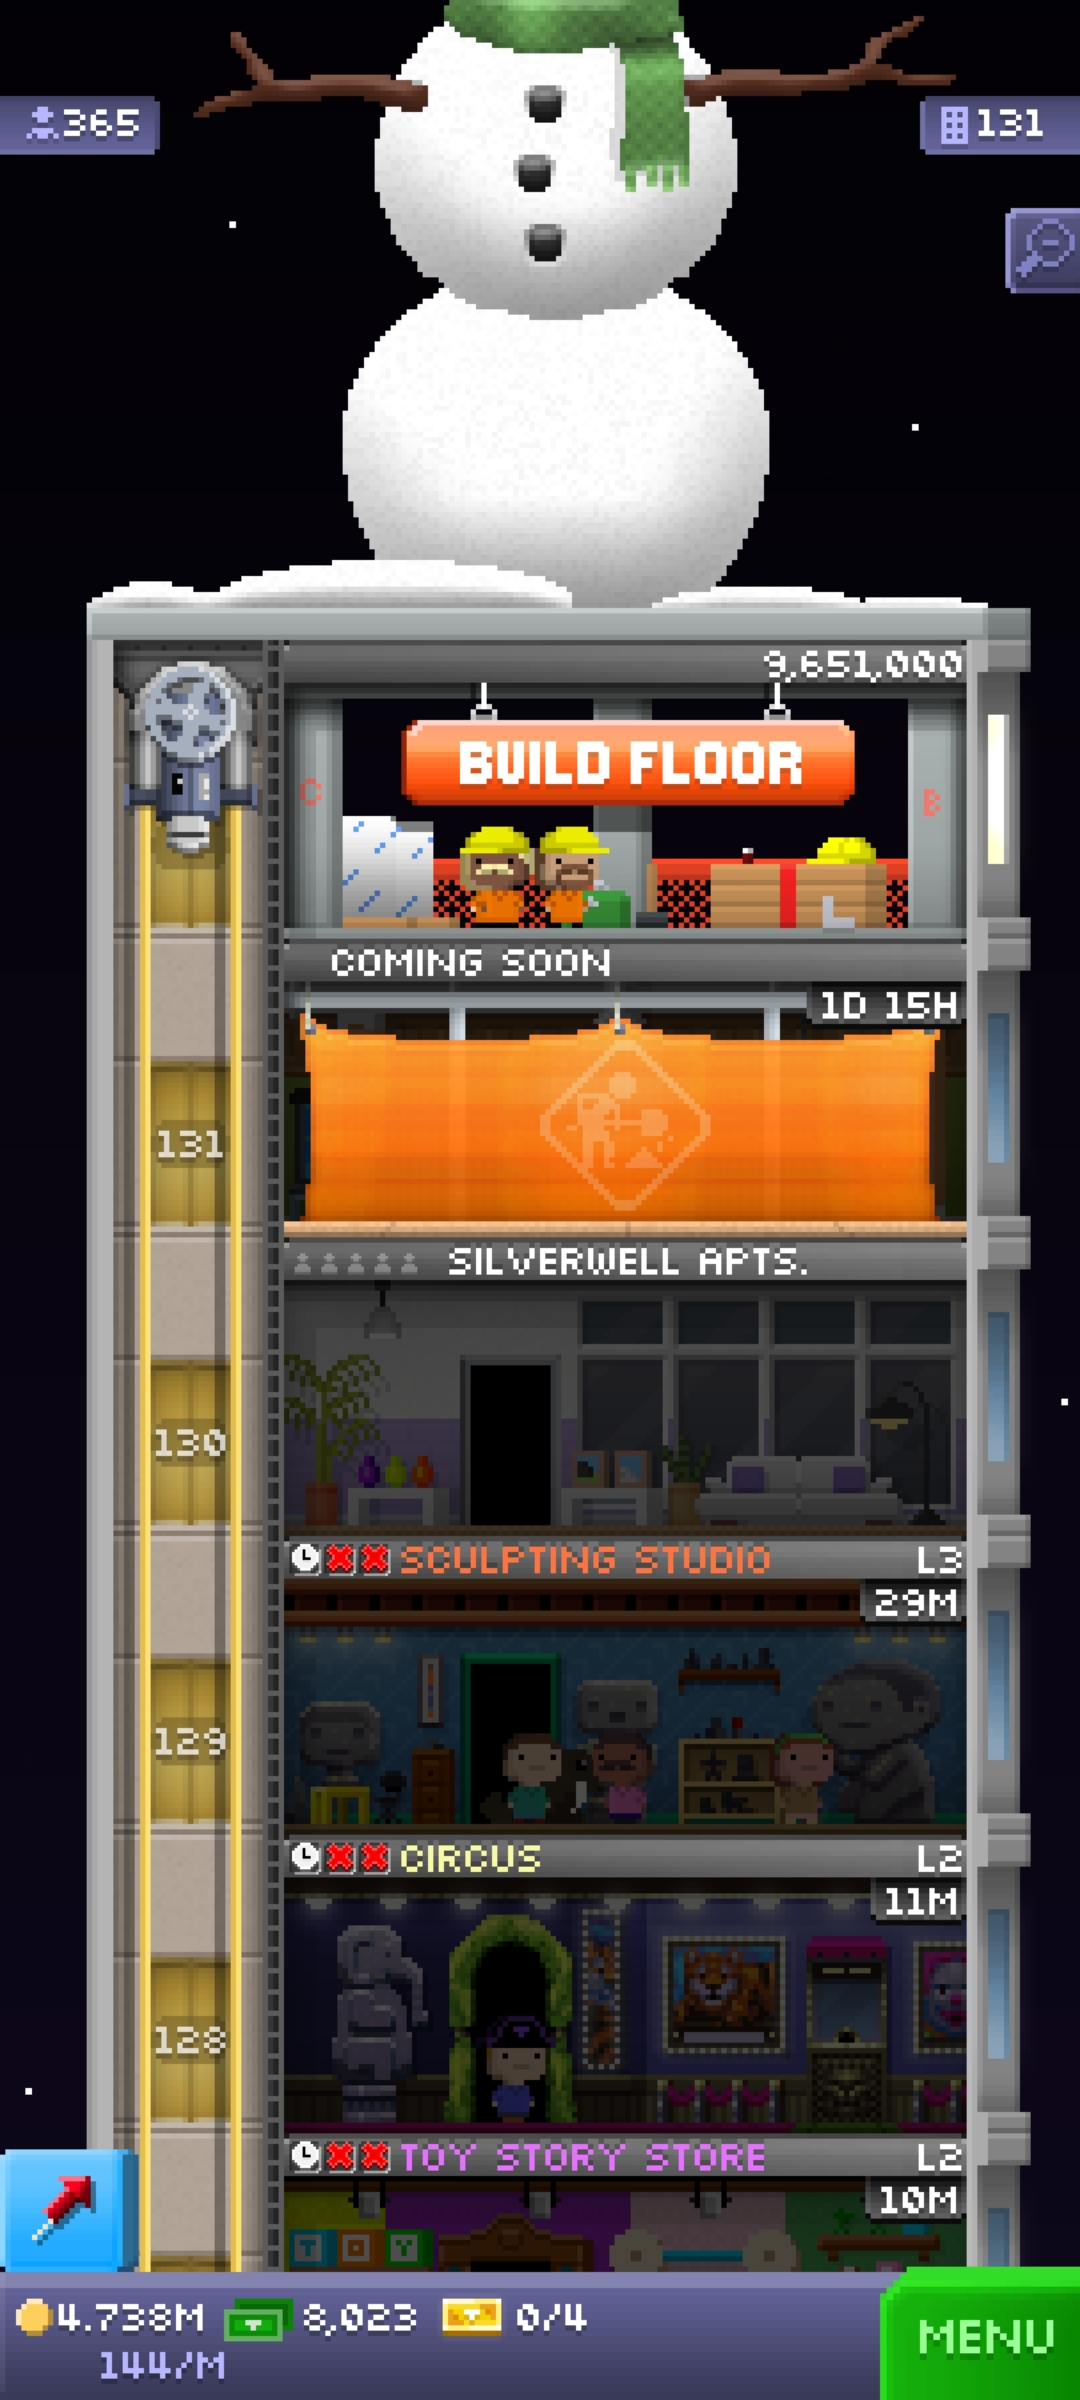 365
131
9,651,000
BUILD FLOOR
C
B
COMING SOON
1D 15H
131
SILVERWELL APTS.
130
SCULPTING STUDIO L3
29M
129
CIRCUS L2
11M
128
TOY STORY STORE L2
10M
T O Y
4.738M 8,023 0/4
144/M
MENU